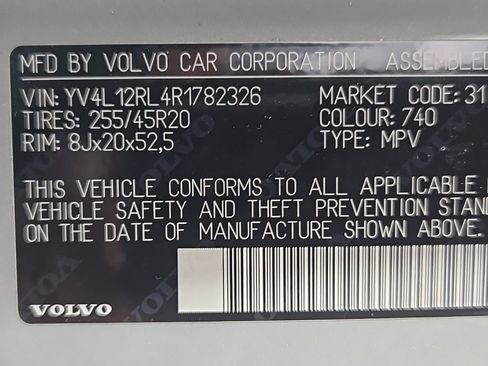 MFD BY VOLVO CAR CORPORATION ASSEMBLED
VIN: YV4L12RL4R1782326 MARKET CODE: 31
TIRES: 255/45R20 COLOUR: 740
RIM: 8Jx20x52,5 TYPE: MPV
THIS VEHICLE CONFORMS TO ALL APPLICABLE
VEHICLE SAFETY AND THEFT PREVENTION STAN
ON THE DATE OF MANUFACTURE SHOWN ABOVE.
VOLVO